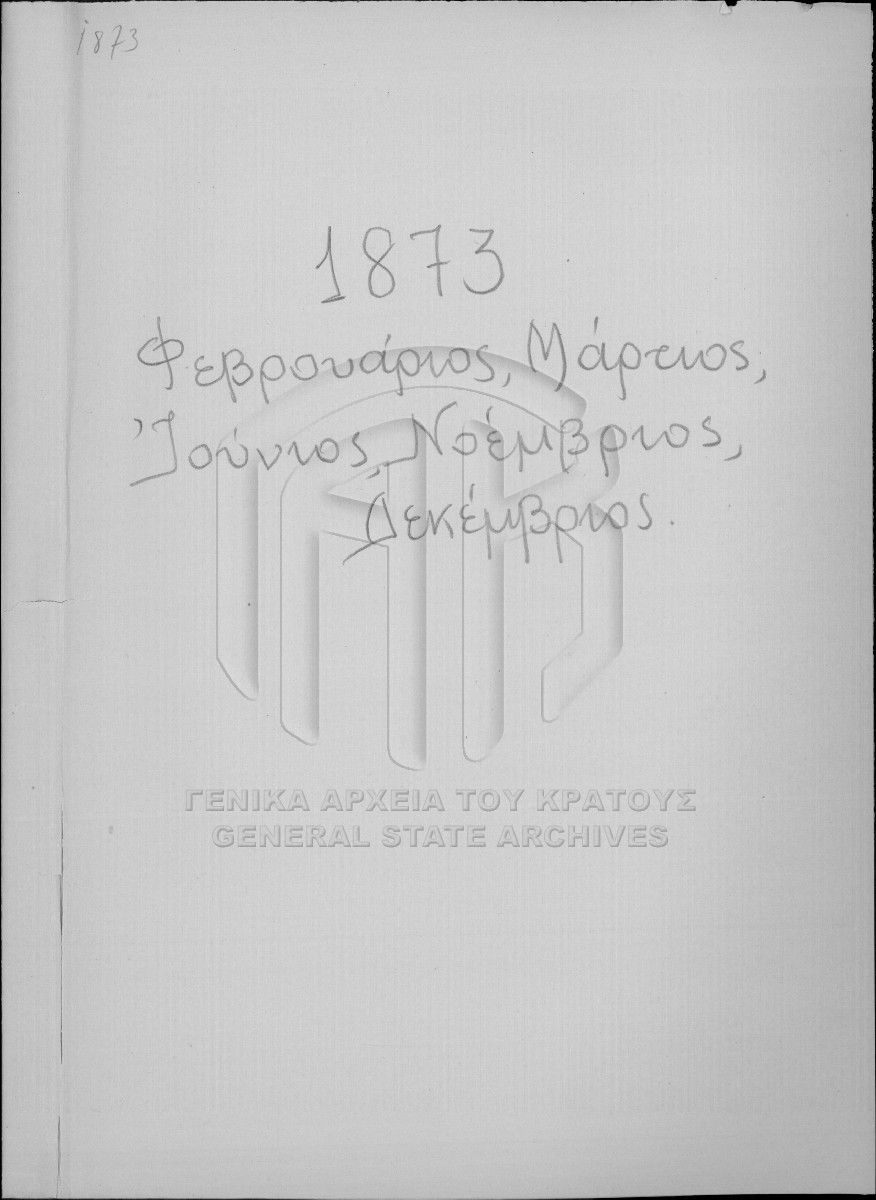 1873
1873
Φεβρουάριος, Μάρτιος,
Ἰούνιος, Νοέμβριος,
Δεκέμβριος.
ΓΕΝΙΚΑ ΑΡΧΕΙΑ ΤΟΥ ΚΡΑΤΟΥΣ
GENERAL STATE ARCHIVES